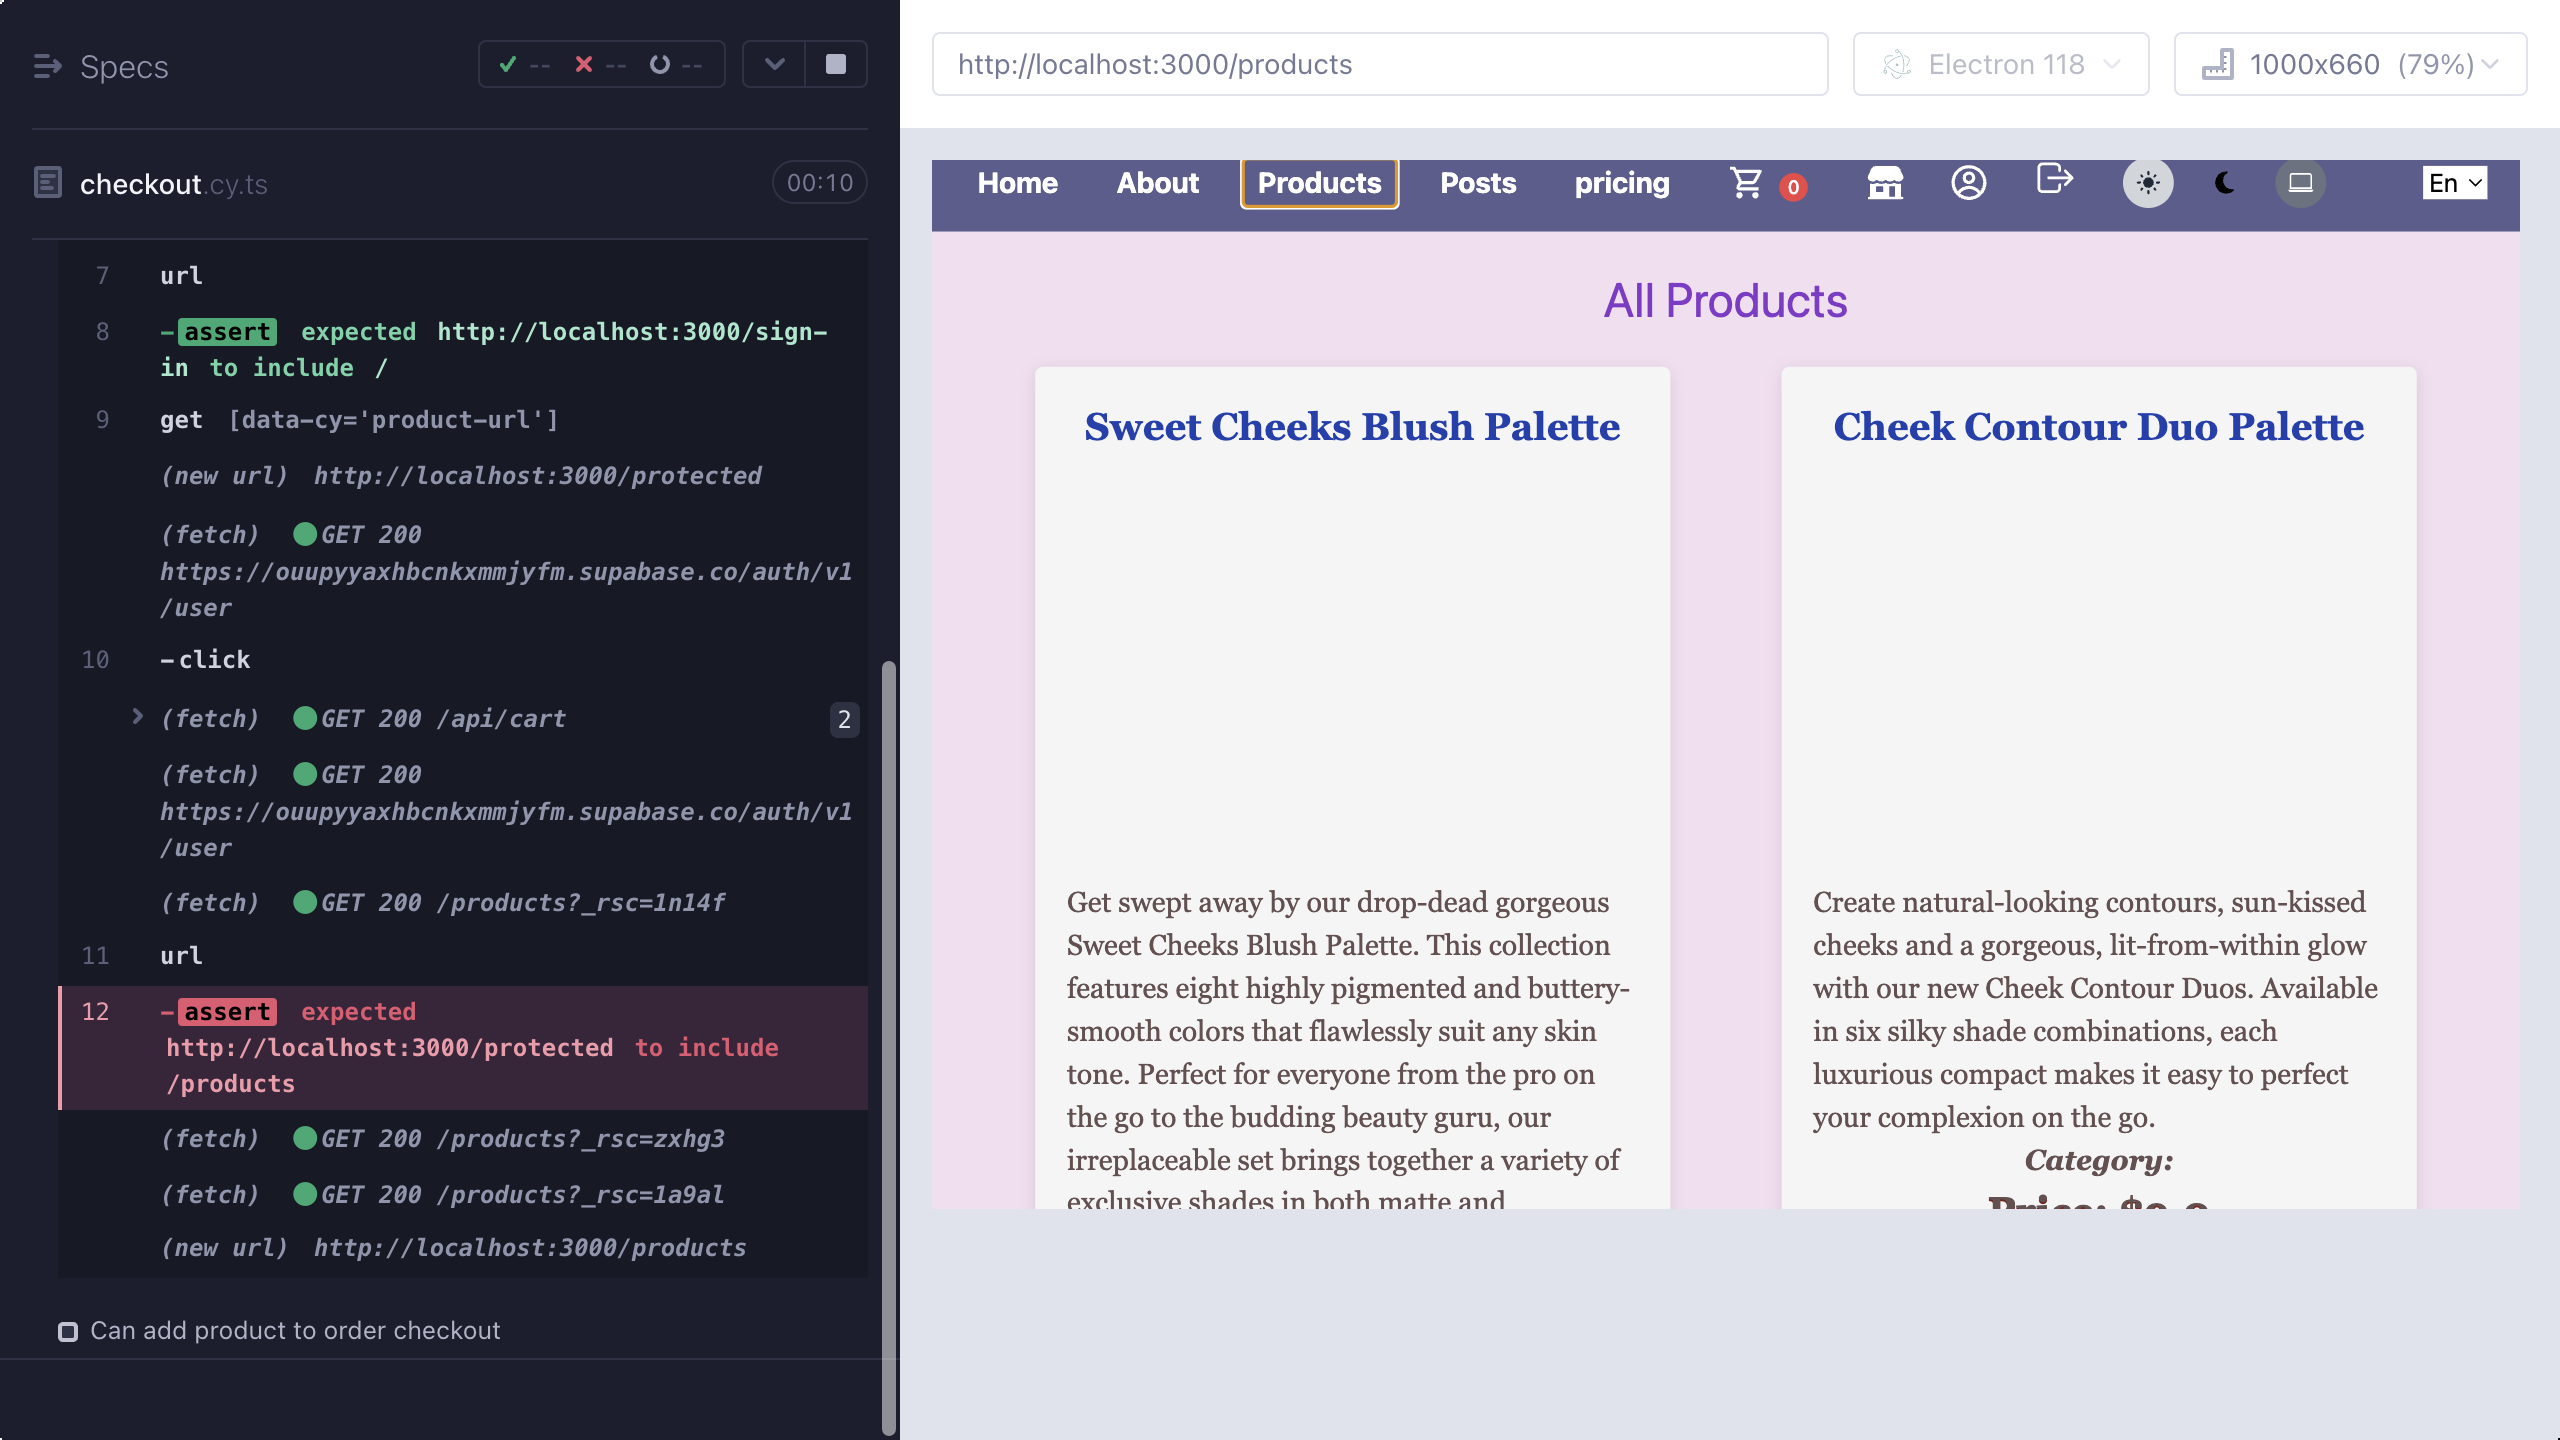 Specs
-- -- --
checkout.cy.ts
00:10
7 url
8 -assert expected http://localhost:3000/sign-
in to include /
9 get [data-cy='product-url']
(new url) http://localhost:3000/protected
(fetch) GET 200
https://ouupyyaxhbcnkxmmjyfm.supabase.co/auth/v1
/user
10 -click
(fetch) GET 200 /api/cart 2
(fetch) GET 200
https://ouupyyaxhbcnkxmmjyfm.supabase.co/auth/v1
/user
(fetch) GET 200 /products?_rsc=1n14f
11 url
12 -assert expected
http://localhost:3000/protected to include
/products
(fetch) GET 200 /products?_rsc=zxhg3
(fetch) GET 200 /products?_rsc=1a9al
(new url) http://localhost:3000/products
Can add product to order checkout
http://localhost:3000/products
Electron 118
1000x660 (79%)
Home About Products Posts pricing 0 En
All Products
Sweet Cheeks Blush Palette
Get swept away by our drop-dead gorgeous
Sweet Cheeks Blush Palette. This collection
features eight highly pigmented and buttery-
smooth colors that flawlessly suit any skin
tone. Perfect for everyone from the pro on
the go to the budding beauty guru, our
irreplaceable set brings together a variety of
exclusive shades in both matte and
Cheek Contour Duo Palette
Create natural-looking contours, sun-kissed
cheeks and a gorgeous, lit-from-within glow
with our new Cheek Contour Duos. Available
in six silky shade combinations, each
luxurious compact makes it easy to perfect
your complexion on the go.
Category:
Price: